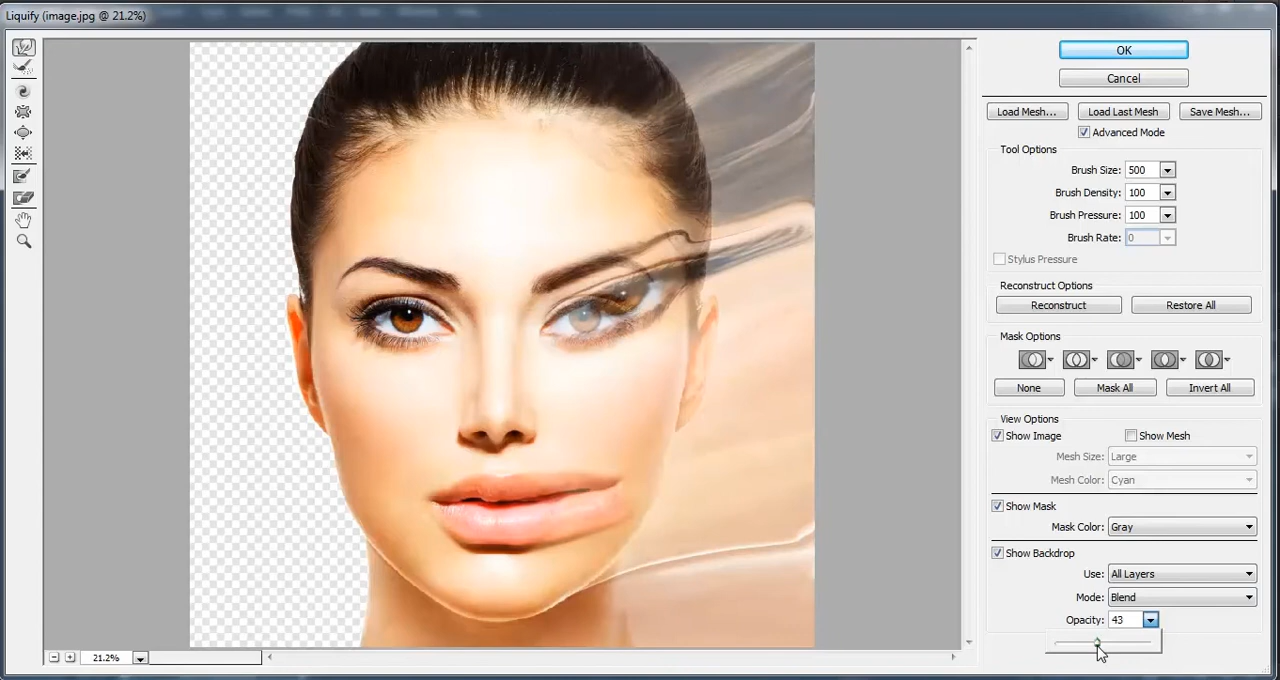 Liquify (image.jpg @ 21.2%)
OK
Cancel
Load Mesh...
Load Last Mesh
Save Mesh...
Advanced Mode
Tool Options
Brush Size: 500
Brush Density: 100
Brush Pressure: 100
Brush Rate: 0
Stylus Pressure
Reconstruct Options
Reconstruct
Restore All
Mask Options
None
Mask All
Invert All
View Options
Show Image
Show Mesh
Mesh Size: Large
Mesh Color: Cyan
Show Mask
Mask Color: Gray
Show Backdrop
Use: All Layers
Mode: Blend
Opacity: 43
21.2%